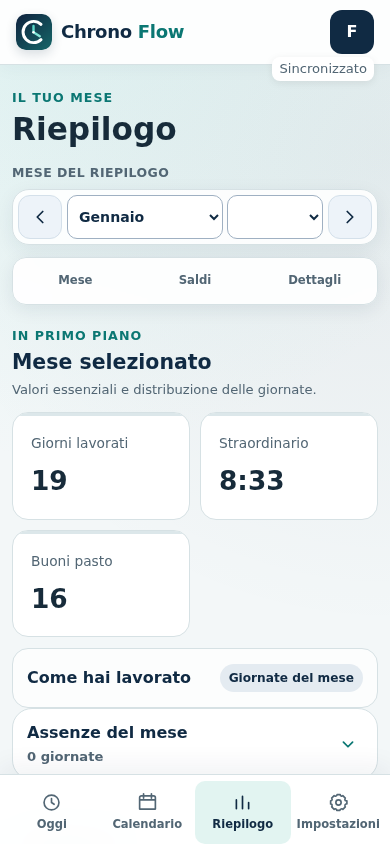 Chrono Flow
F
Sincronizzato
IL TUO MESE
Riepilogo
MESE DEL RIEPILOGO
Gennaio
Mese Saldi Dettagli
IN PRIMO PIANO
Mese selezionato
Valori essenziali e distribuzione delle giornate.
Giorni lavorati
19
Straordinario
8:33
Buoni pasto
16
Come hai lavorato
Giornate del mese
Assenze del mese
0 giornate
Oggi Calendario Riepilogo Impostazioni